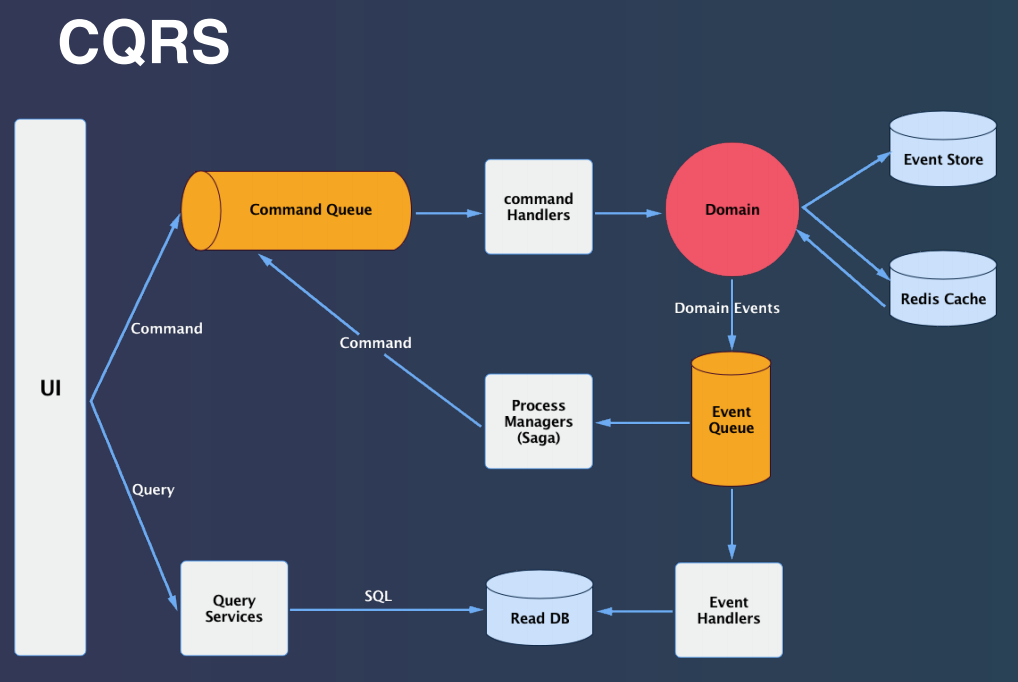 CQRS
UI
Command Queue
command
Handlers
Domain
Event Store
Redis Cache
Domain Events
Command
Command
Process
Managers
(Saga)
Event
Queue
Query
Query
Services
SQL
Read DB
Event
Handlers